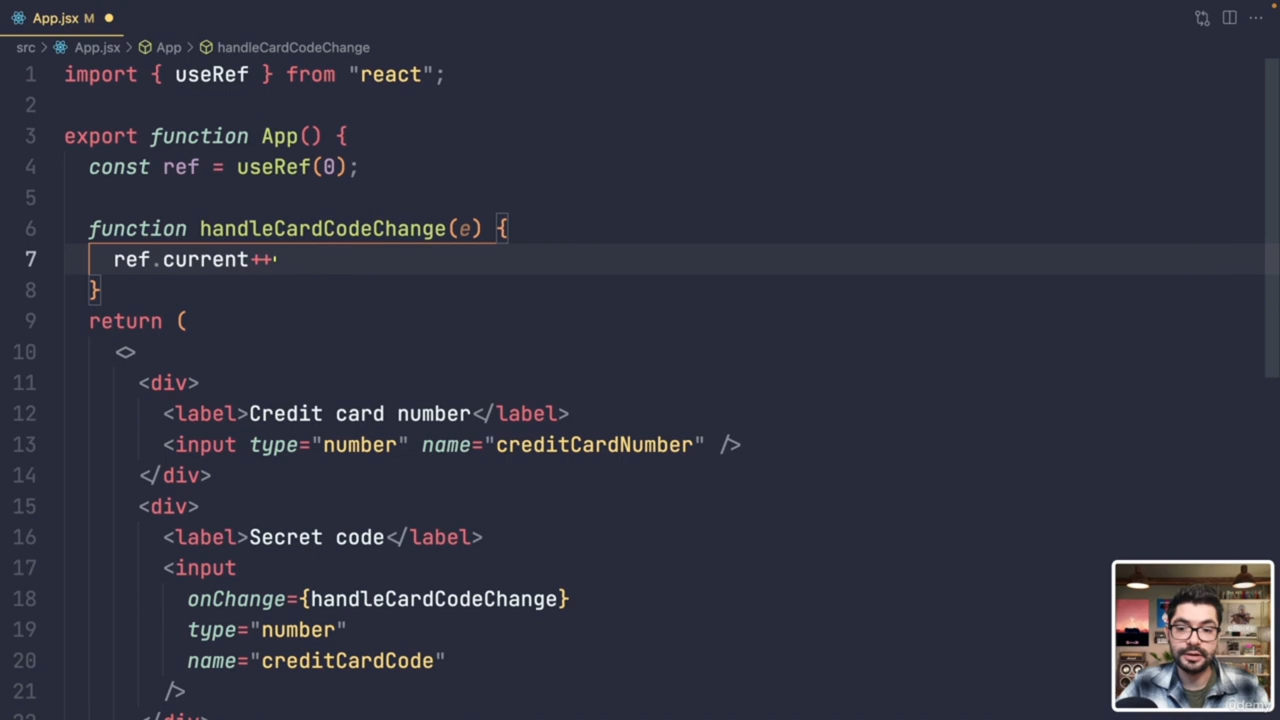 App.jsx M
src > App.jsx > App > handleCardCodeChange
1 import { useRef } from "react";
2
3 export function App() {
4 const ref = useRef(0);
5
6 function handleCardCodeChange(e) {
7 ref.current++
8 }
9 return (
10 <>
11 <div>
12 <label>Credit card number</label>
13 <input type="number" name="creditCardNumber" />
14 </div>
15 <div>
16 <label>Secret code</label>
17 <input
18 onChange={handleCardCodeChange}
19 type="number"
20 name="creditCardCode"
21 />
22 </div>
udemy